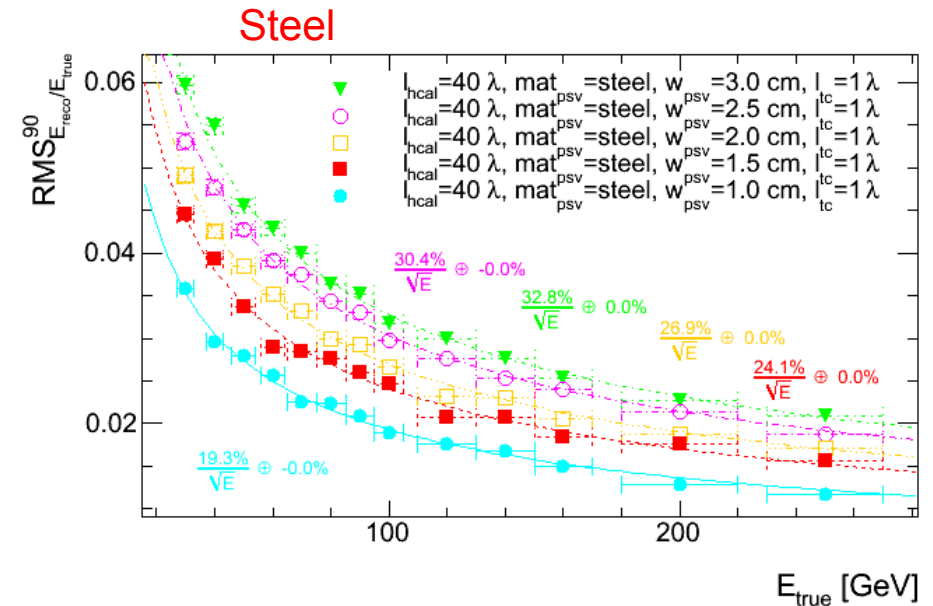 Steel
RMS90 Ereco/Etrue
0.06
0.04
0.02
lhcal=40 λ, matpsv=steel, wpsv=3.0 cm, ltc=1 λ
lhcal=40 λ, matpsv=steel, wpsv=2.5 cm, ltc=1 λ
lhcal=40 λ, matpsv=steel, wpsv=2.0 cm, ltc=1 λ
lhcal=40 λ, matpsv=steel, wpsv=1.5 cm, ltc=1 λ
lhcal=40 λ, matpsv=steel, wpsv=1.0 cm, ltc=1 λ
30.4%/√E ⊕ -0.0%
32.8%/√E ⊕ 0.0%
26.9%/√E ⊕ 0.0%
24.1%/√E ⊕ 0.0%
19.3%/√E ⊕ -0.0%
100 200
Etrue [GeV]